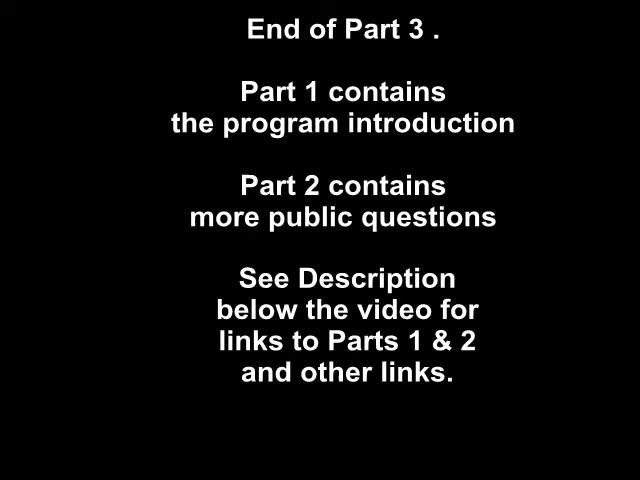 End of Part 3 .
Part 1 contains
the program introduction
Part 2 contains
more public questions
See Description
below the video for
links to Parts 1 & 2
and other links.